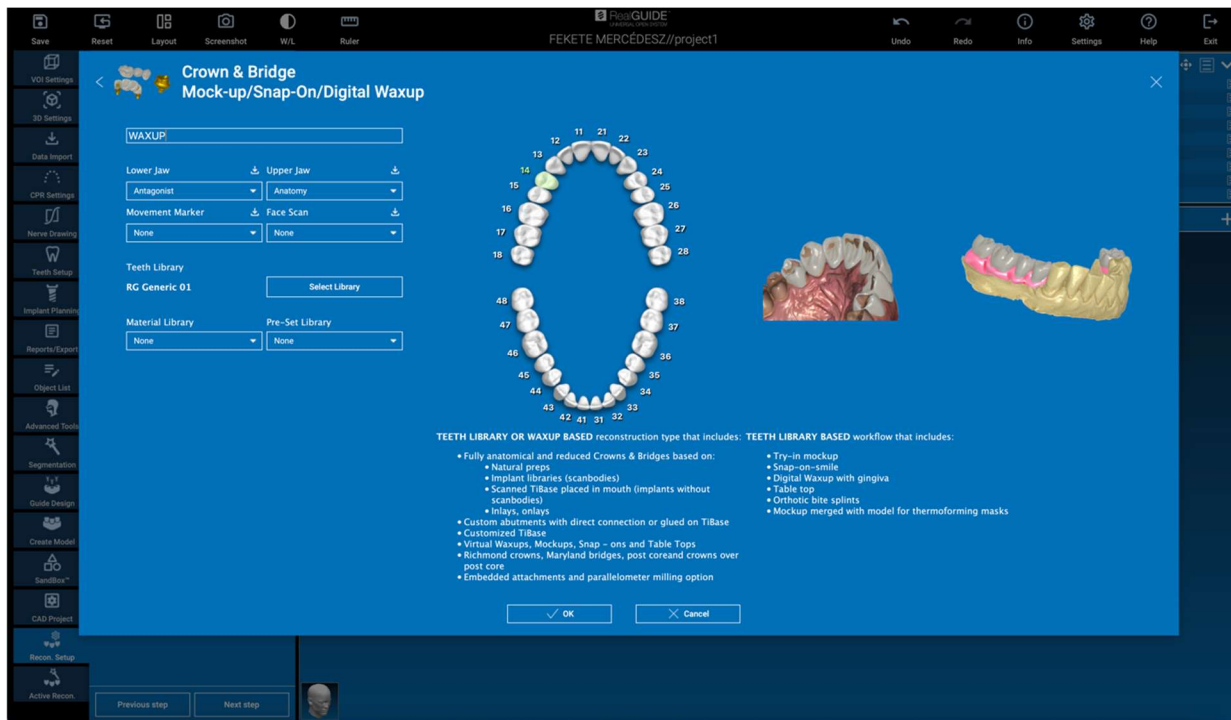 Save
Reset
Layout
Screenshot
W/L
Ruler
RealGUIDE
UNIVERSAL OPEN SYSTEM
FEKETE MERCÉDESZ//project1
Undo
Redo
Info
Settings
Help
Exit
VOI Settings
3D Settings
Data Import
CPR Settings
Nerve Drawing
Teeth Setup
Implant Planning
Reports/Export
Object List
Advanced Tools
Segmentation
Guide Design
Create Model
SandBox™
CAD Project
Recon. Setup
Active Recon.
Crown & Bridge
Mock-up/Snap-On/Digital Waxup
WAXUP
Lower Jaw Upper Jaw
Antagonist Anatomy
Movement Marker Face Scan
None None
Teeth Library
RG Generic 01 Select Library
Material Library Pre-Set Library
None None
11 21
12 22
13 23
14 24
15 25
16 26
17 27
18 28
48 38
47 37
46 36
45 35
44 34
43 33
42 41 31 32
TEETH LIBRARY OR WAXUP BASED reconstruction type that includes:
• Fully anatomical and reduced Crowns & Bridges based on:
• Natural preps
• Implant libraries (scanbodies)
• Scanned TiBase placed in mouth (implants without
scanbodies)
• Inlays, onlays
• Custom abutments with direct connection or glued on TiBase
• Customized TiBase
• Virtual Waxups, Mockups, Snap - ons and Table Tops
• Richmond crowns, Maryland bridges, post coreand crowns over
post core
• Embedded attachments and parallelometer milling option
TEETH LIBRARY BASED workflow that includes:
• Try-in mockup
• Snap-on-smile
• Digital Waxup with gingiva
• Table top
• Orthotic bite splints
• Mockup merged with model for thermoforming masks
OK
Cancel
Previous step
Next step